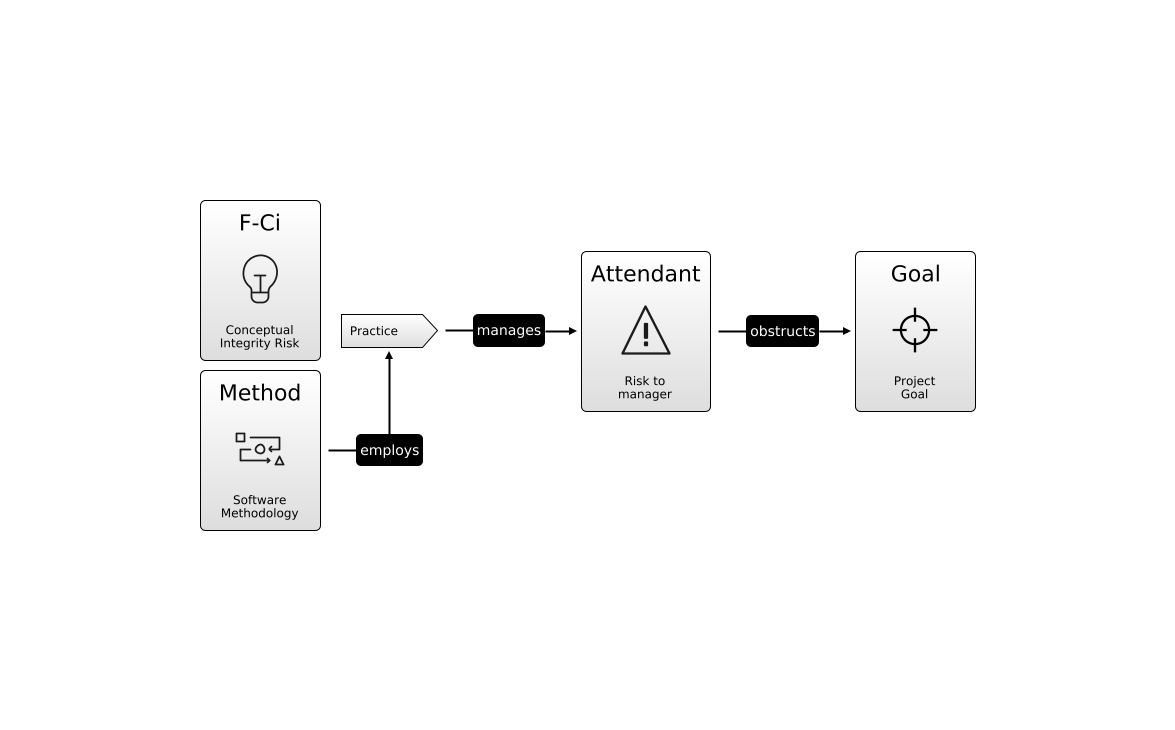 F-Ci
Conceptual
Integrity Risk
Method
Software
Methodology
Practice
employs
manages
Attendant
!
Risk to
manager
obstructs
Goal
Project
Goal